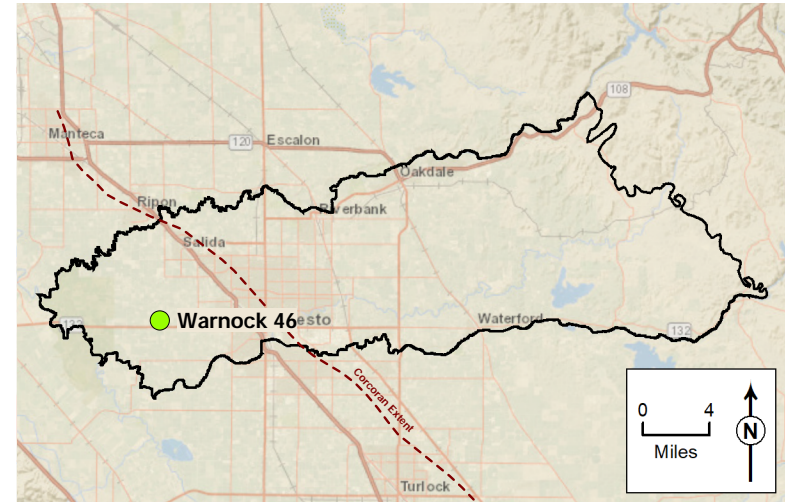 108
Manteca
120
Escalon
Oakdale
Ripon
Riverbank
Salida
132
Warnock 46
esto
Waterford
132
Corcoran Extent
Turlock
0 4
Miles
N